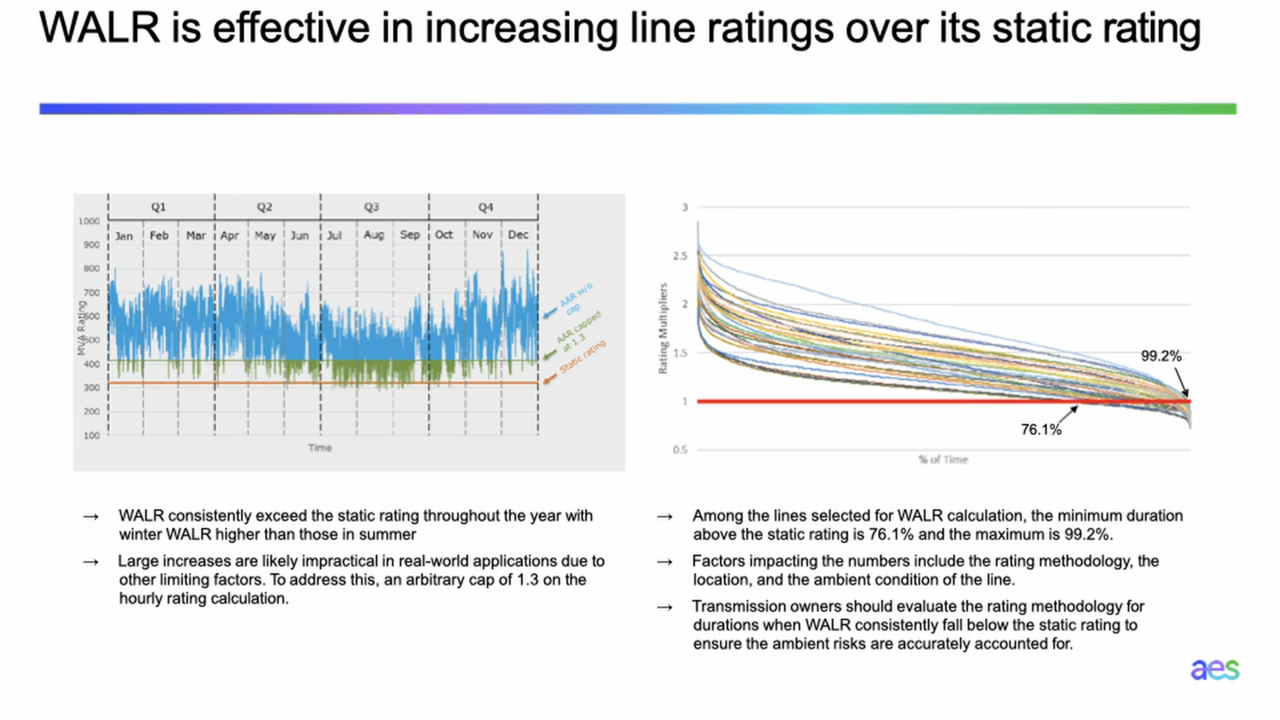 WALR is effective in increasing line ratings over its static rating
Q1 Q2 Q3 Q4
Jan Feb Mar Apr May Jun Jul Aug Sep Oct Nov Dec
1000
900
800
700
600
500
400
300
200
100
MVA Rating
Time
AAR w/o
cap
AAR capped
at 1.3
Static rating
3
2.5
2
1.5
1
0.5
Rating Multipliers
99.2%
76.1%
% of Time
→ WALR consistently exceed the static rating throughout the year with
winter WALR higher than those in summer
→ Large increases are likely impractical in real-world applications due to
other limiting factors. To address this, an arbitrary cap of 1.3 on the
hourly rating calculation.
→ Among the lines selected for WALR calculation, the minimum duration
above the static rating is 76.1% and the maximum is 99.2%.
→ Factors impacting the numbers include the rating methodology, the
location, and the ambient condition of the line.
→ Transmission owners should evaluate the rating methodology for
durations when WALR consistently fall below the static rating to
ensure the ambient risks are accurately accounted for.
aes